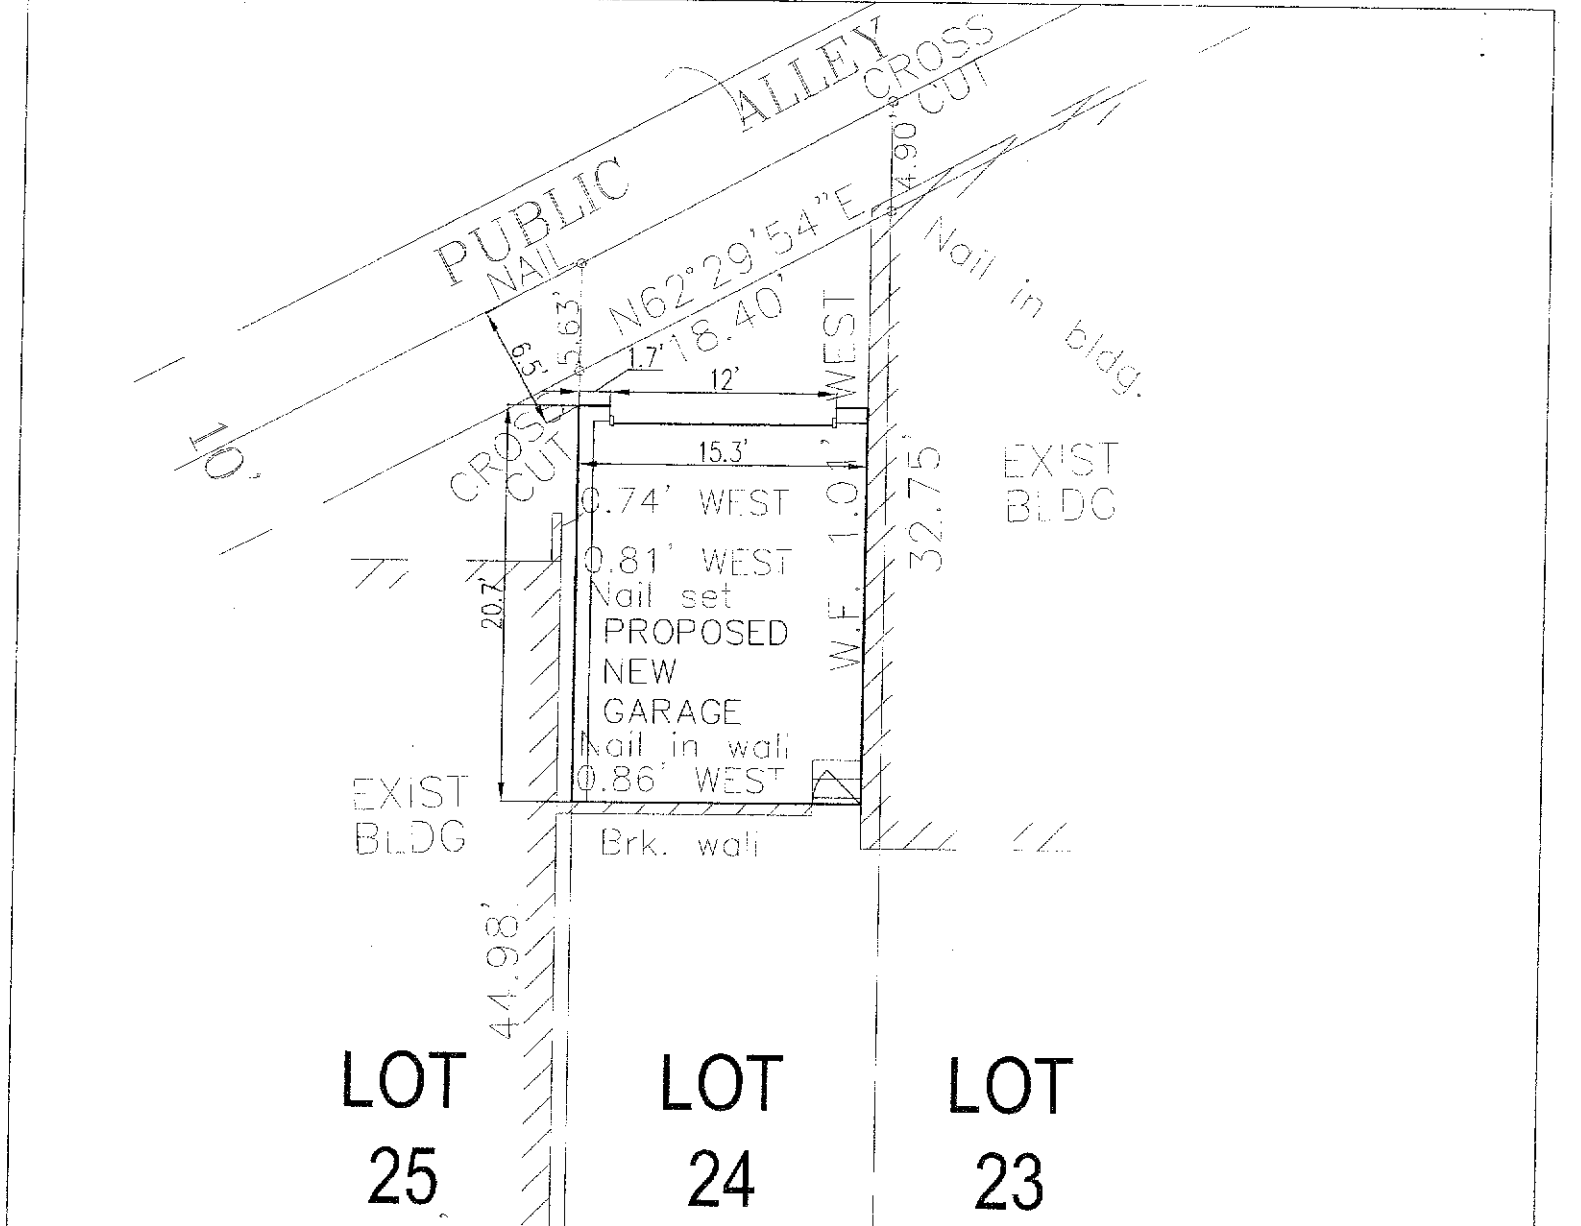 PUBLIC ALLEY
CROSS
CUT
NAIL
4.90'
N62°29'54"E
18.40'
5.63'
6.5'
1.7'
12'
Nail in bldg.
10'
CROSS
CUT
15.3'
W.F. 1.01' WEST
32.75'
EXIST
BLDG
0.74' WEST
0.81' WEST
Nail set
20.7'
PROPOSED
NEW
GARAGE
Nail in wall
0.86' WEST
EXIST
BLDG
Brk. wall
44.98'
LOT
25
LOT
24
LOT
23